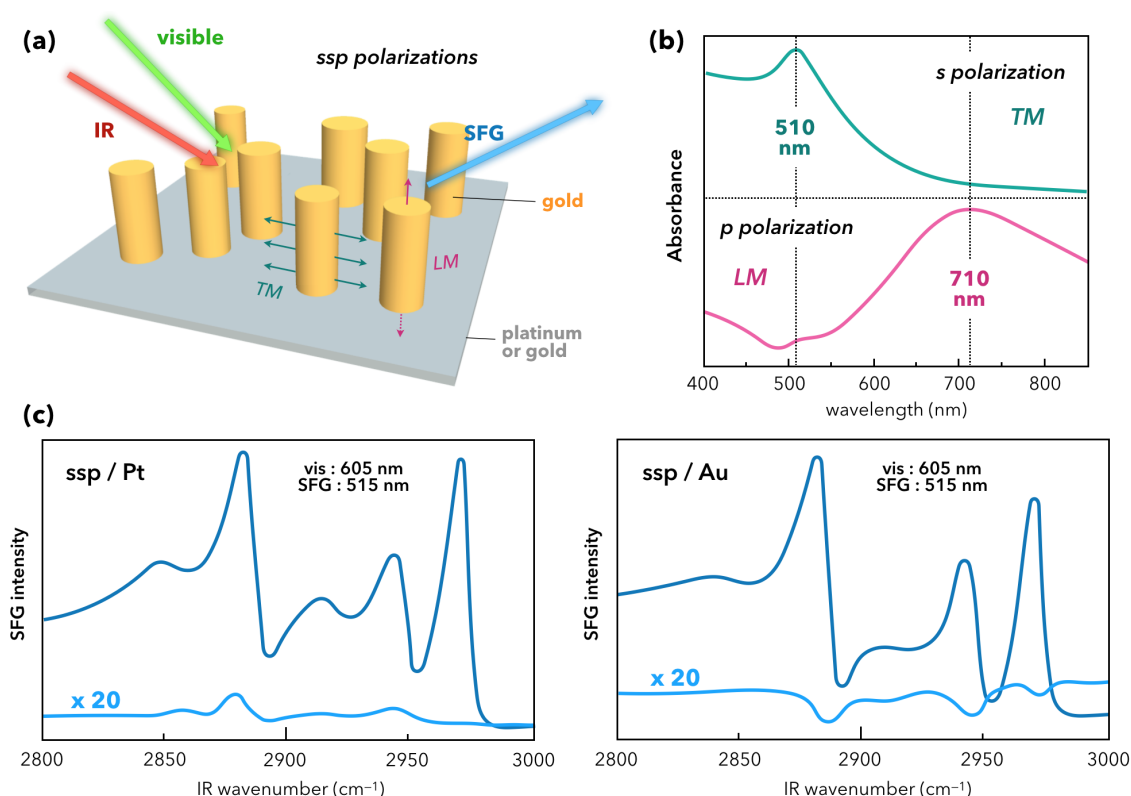 (a)
visible
ssp polarizations
IR
SFG
gold
LM
TM
platinum
or gold
(b)
Absorbance
s polarization
TM
510
nm
p polarization
LM
710
nm
400 500 600 700 800
wavelength (nm)
(c)
SFG intensity
ssp / Pt
vis : 605 nm
SFG : 515 nm
x 20
2800 2850 2900 2950 3000
IR wavenumber (cm⁻¹)
SFG intensity
ssp / Au
vis : 605 nm
SFG : 515 nm
x 20
2800 2850 2900 2950 3000
IR wavenumber (cm⁻¹)